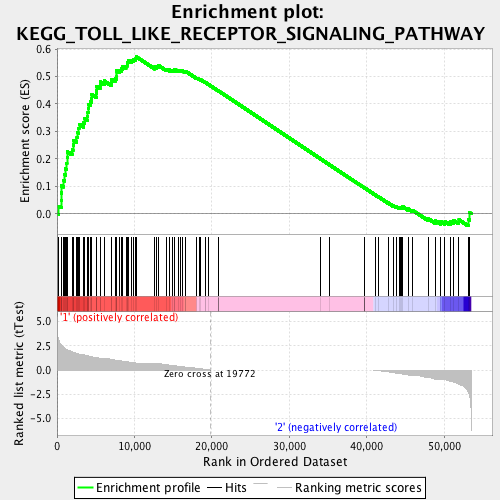 Enrichment plot:
KEGG_TOLL_LIKE_RECEPTOR_SIGNALING_PATHWAY
Enrichment score (ES)
0.6
0.5
0.4
0.3
0.2
0.1
0.0
Ranked list metric (tTest)
5.0
2.5
0.0
-2.5
-5.0
'1' (positively correlated)
Zero cross at 19772
'2' (negatively correlated)
0
10,000
20,000
30,000
40,000
50,000
Rank in Ordered Dataset
Enrichment profile
Hits
Ranking metric scores